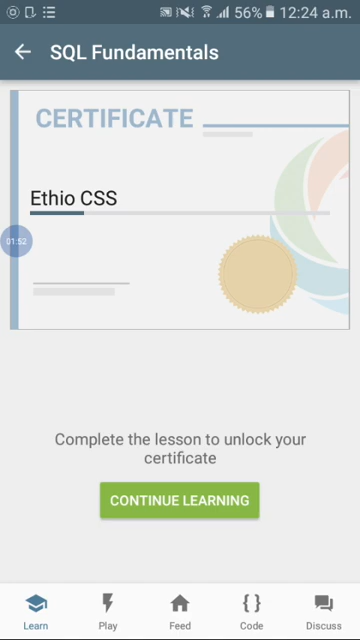 56% 12:24 a.m.
SQL Fundamentals
CERTIFICATE
Ethio CSS
01:52
Complete the lesson to unlock your
certificate
CONTINUE LEARNING
Learn Play Feed Code Discuss